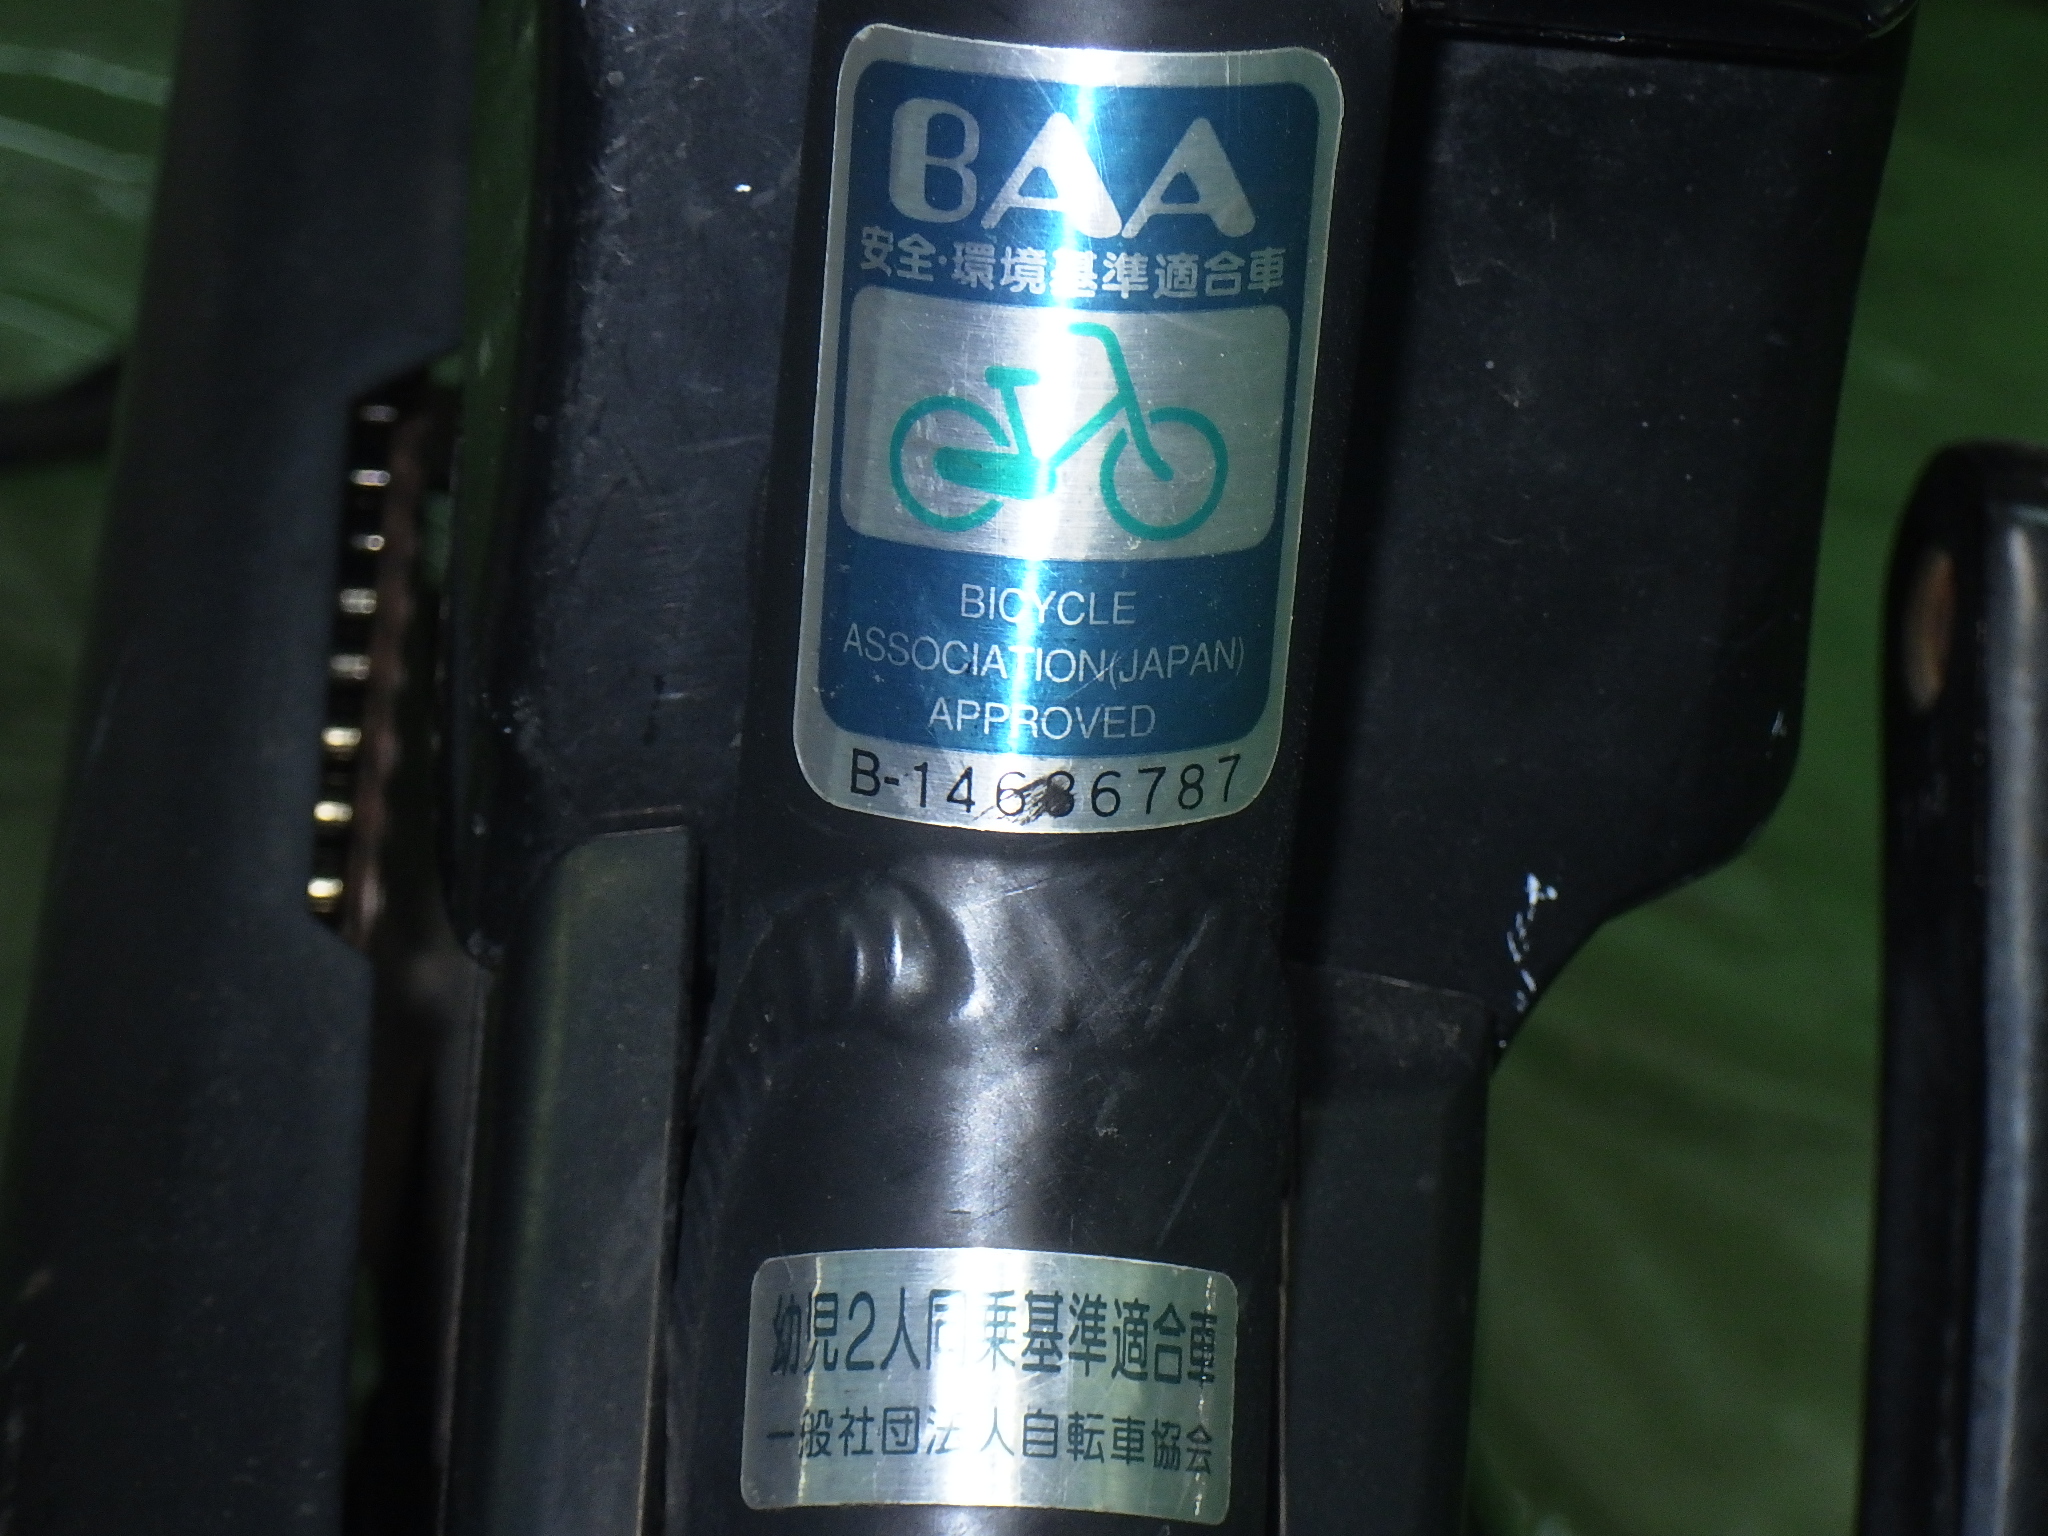 BAA
安全・環境基準適合車
BICYCLE
ASSOCIATION(JAPAN)
APPROVED
B-14686787
幼児2人同乗基準適合車
一般社団法人自転車協会